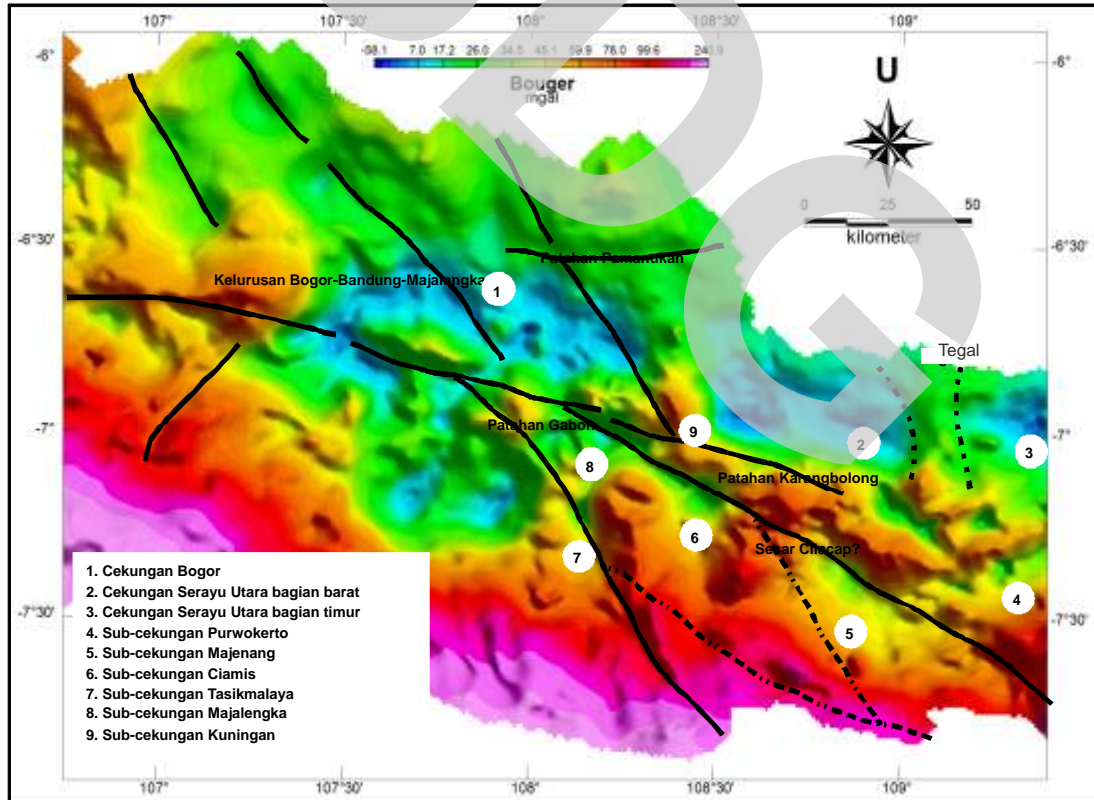 107° 107°30' 108° 108°30' 109°
-58.1 7.0 17.2 26.0 34.5 45.1 59.9 76.0 99.6 240.9
Bouger
mgal
U
0 25 50
kilometer
-6° -6°
-6°30' -6°30'
-7° -7°
-7°30' -7°30'
Patahan Pamanukan
Kelurusan Bogor-Bandung-Majalengka
1
Tegal
Patahan Gabon
9
2
3
8
Patahan Karangbolong
6
Sesar Cilacap?
7
4
5
1. Cekungan Bogor
2. Cekungan Serayu Utara bagian barat
3. Cekungan Serayu Utara bagian timur
4. Sub-cekungan Purwokerto
5. Sub-cekungan Majenang
6. Sub-cekungan Ciamis
7. Sub-cekungan Tasikmalaya
8. Sub-cekungan Majalengka
9. Sub-cekungan Kuningan
107° 107°30' 108° 108°30' 109°